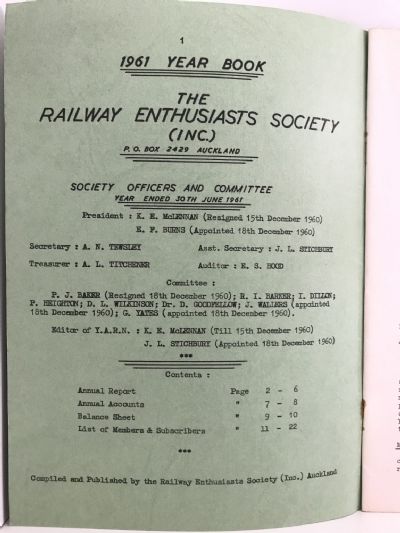 1
1961 YEAR BOOK
THE
RAILWAY ENTHUSIASTS SOCIETY
(INC.)
P.O. BOX 2429 AUCKLAND
SOCIETY OFFICERS AND COMMITTEE
YEAR ENDED 30TH JUNE 1961
President : K. E. McLENNAN (Resigned 15th December 1960)
E. F. BURNS (Appointed 18th December 1960)
Secretary : A. N. TEWSLEY Asst. Secretary : J. L. STICHBURY
Treasurer : A. L. TITCHENER Auditor : E. S. HOOD
Committee :
P. J. BAKER (Resigned 18th December 1960); R. I. BARKER; I. DILLON;
P. HEIGHTON; D. L. WILKINSON; Dr. D. GOODFELLOW; J. WALLERS (appointed
18th December 1960); G. YATES (appointed 18th December 1960).
Editor of Y.A.R.N. : K. E. McLENNAN (Till 15th December 1960)
J. L. STICHBURY (Appointed 18th December 1960)
***
Contents :
Annual Report Page 2 - 6
Annual Accounts " 7 - 8
Balance Sheet " 9 - 10
List of Members & Subscribers " 11 - 22
***
Compiled and Published by the Railway Enthusiasts Society (Inc.) Auckland